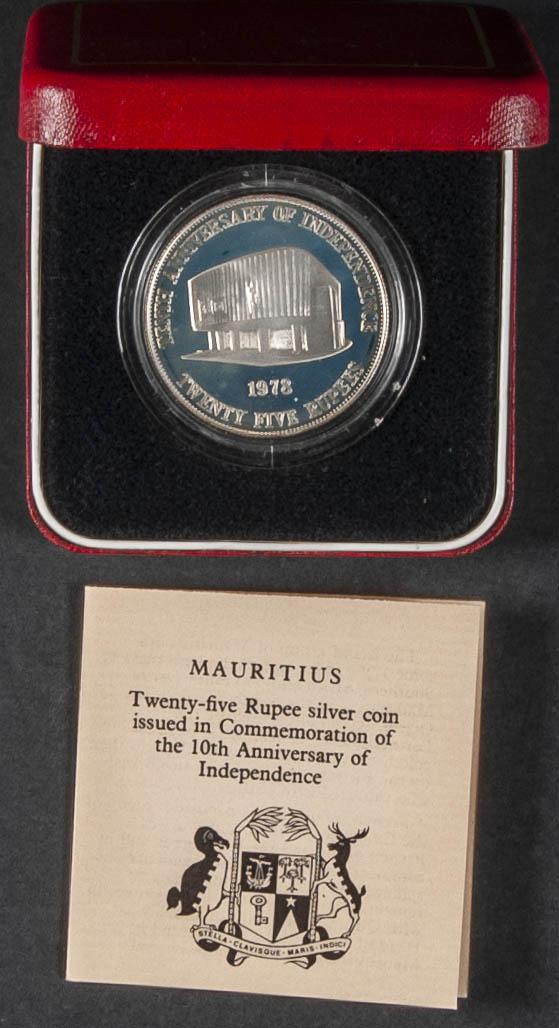 TENTH ANNIVERSARY OF INDEPENDENCE
1978
TWENTY FIVE RUPEES
MAURITIUS
Twenty-five Rupee silver coin
issued in Commemoration of
the 10th Anniversary of
Independence
STELLA · CLAVISQUE · MARIS · INDICI